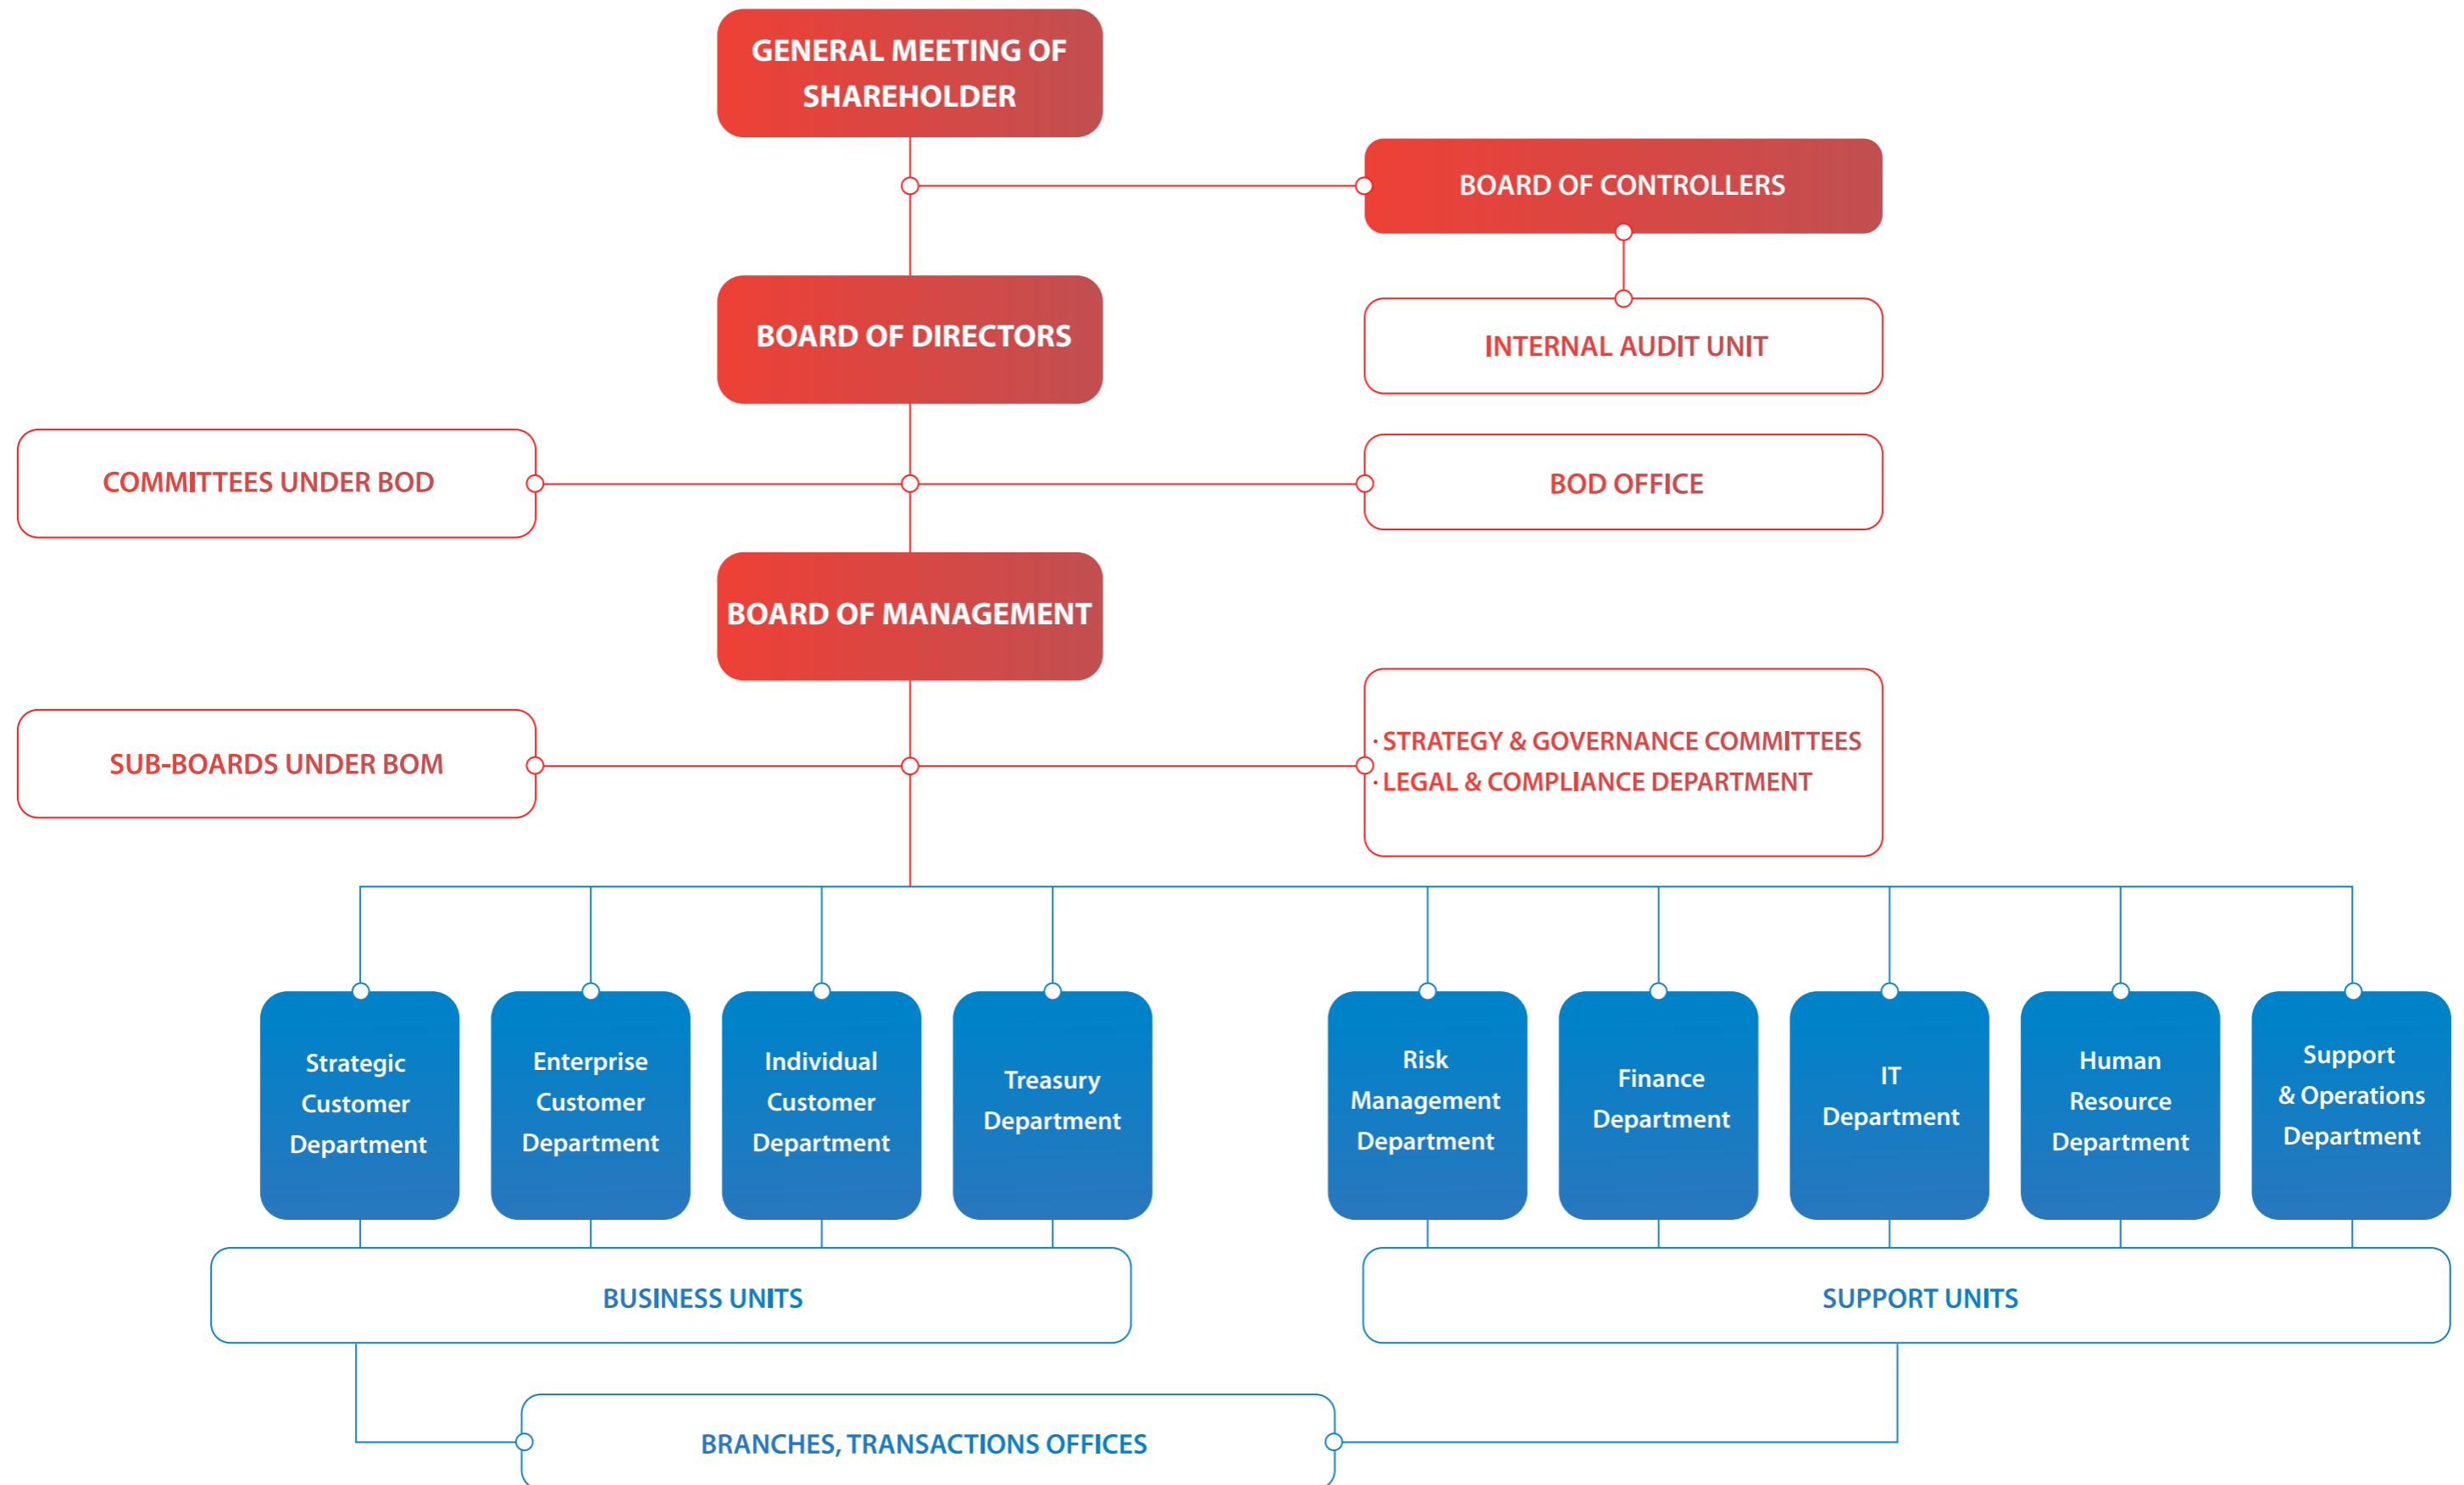 GENERAL MEETING OF
SHAREHOLDER
BOARD OF CONTROLLERS
BOARD OF DIRECTORS
INTERNAL AUDIT UNIT
COMMITTEES UNDER BOD
BOD OFFICE
BOARD OF MANAGEMENT
SUB-BOARDS UNDER BOM
· STRATEGY & GOVERNANCE COMMITTEES
· LEGAL & COMPLIANCE DEPARTMENT
Strategic
Customer
Department
Enterprise
Customer
Department
Individual
Customer
Department
Treasury
Department
Risk
Management
Department
Finance
Department
IT
Department
Human
Resource
Department
Support
& Operations
Department
BUSINESS UNITS
SUPPORT UNITS
BRANCHES, TRANSACTIONS OFFICES